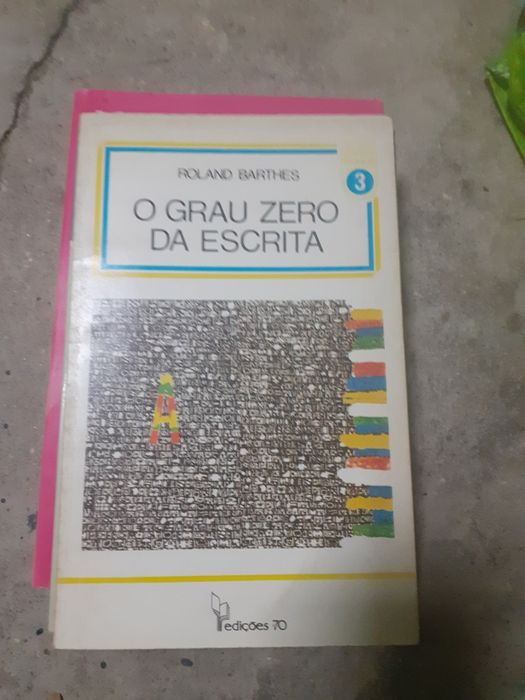 ROLAND BARTHES
3
O GRAU ZERO
DA ESCRITA
A
edições 70